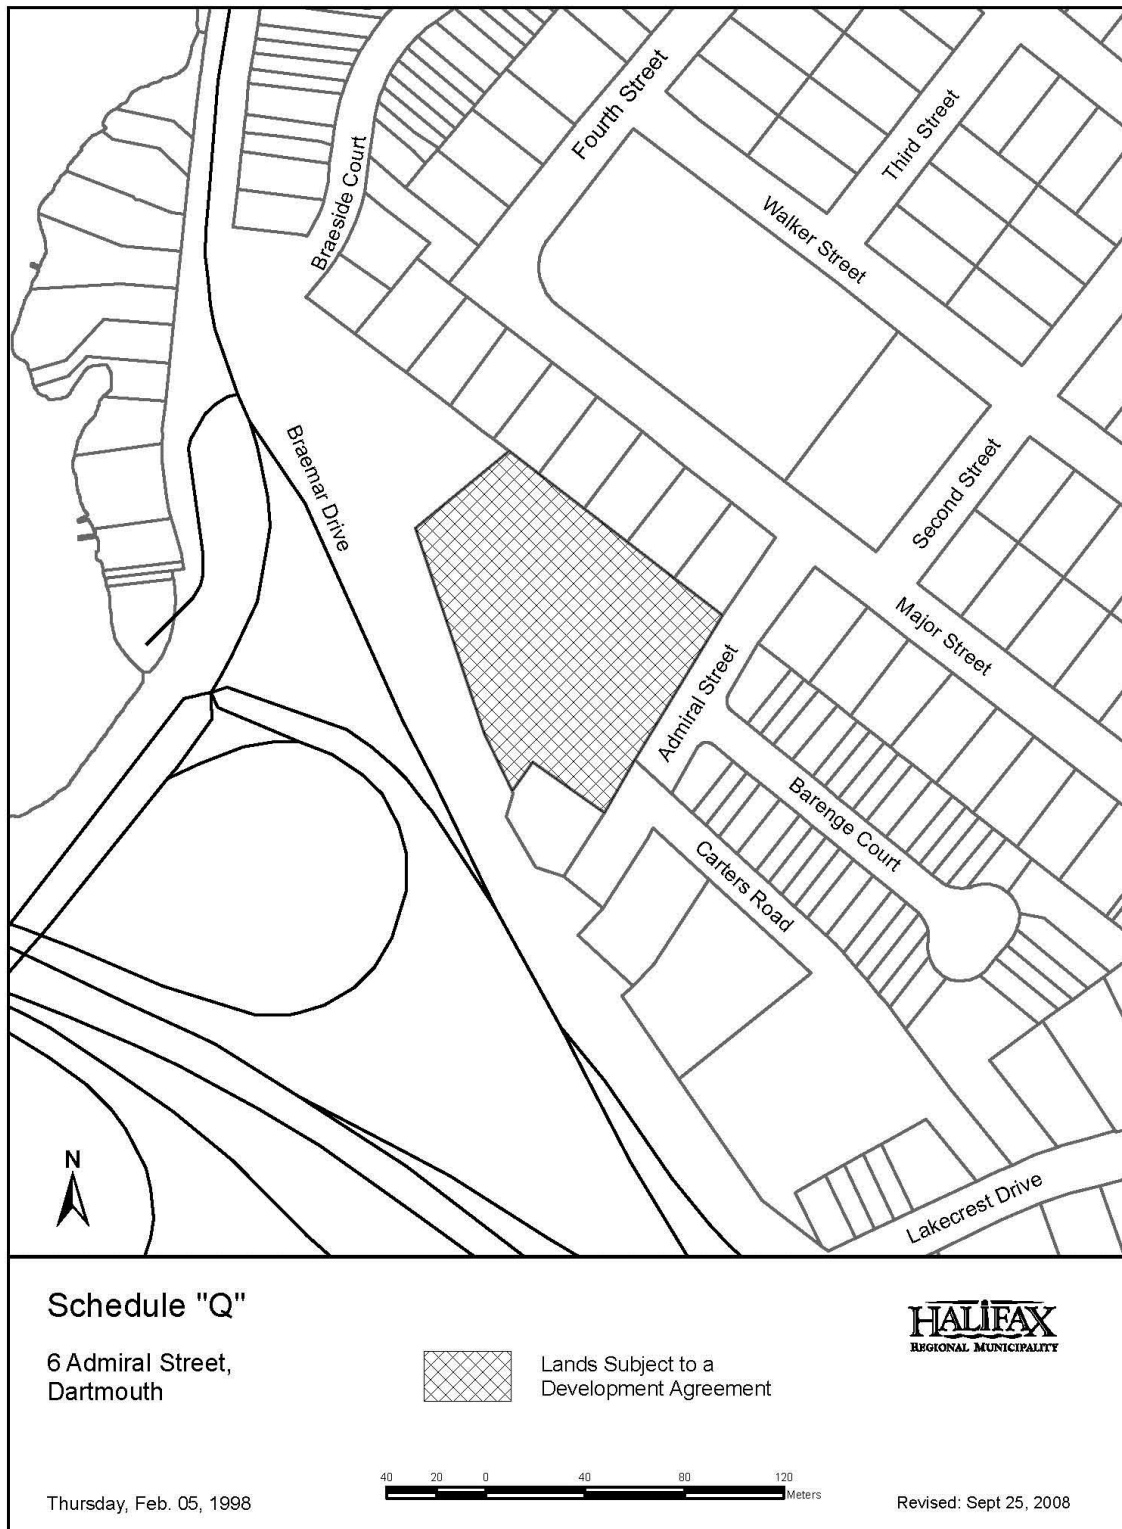 Fourth Street
Third Street
Braeside Court
Walker Street
Braemar Drive
Second Street
Major Street
Admiral Street
Barenge Court
Carters Road
N
Lakecrest Drive
Schedule "Q"
6 Admiral Street,
Dartmouth
Lands Subject to a
Development Agreement
HALIFAX
REGIONAL MUNICIPALITY
40 20 0 40 80 120
Meters
Thursday, Feb. 05, 1998
Revised: Sept 25, 2008